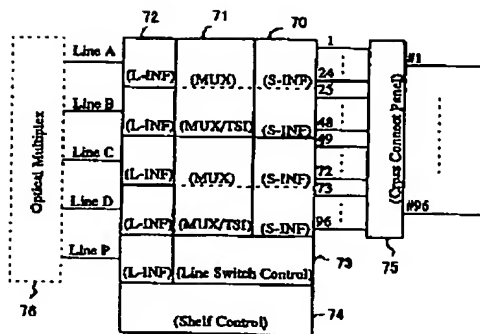 72 71 70
Line A (L-INF) (MUX) (S-INF) 1 #1
24
25
Line B (L-INF) (MUX/TSI) (S-INF) 48
49
Line C (L-INF) (MUX) (S-INF) 72
73
Line D (L-INF) (MUX/TSI) (S-INF) 96 #96
Line P (L-INF) (Line Switch Control) 73
(Shelf Control) 74
Optical Multiplex
76
(Cross Connect Panel)
75